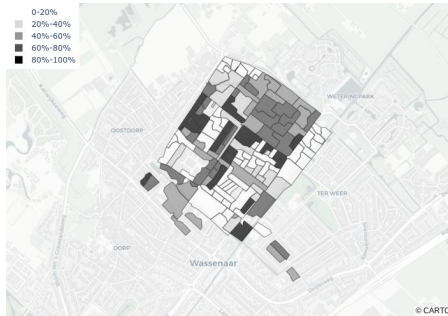 0-20%
20%-40%
40%-60%
60%-80%
80%-100%
WETERINGPARK
OOSTDORP
TER WEER
DORP
Wassenaar
© CARTO